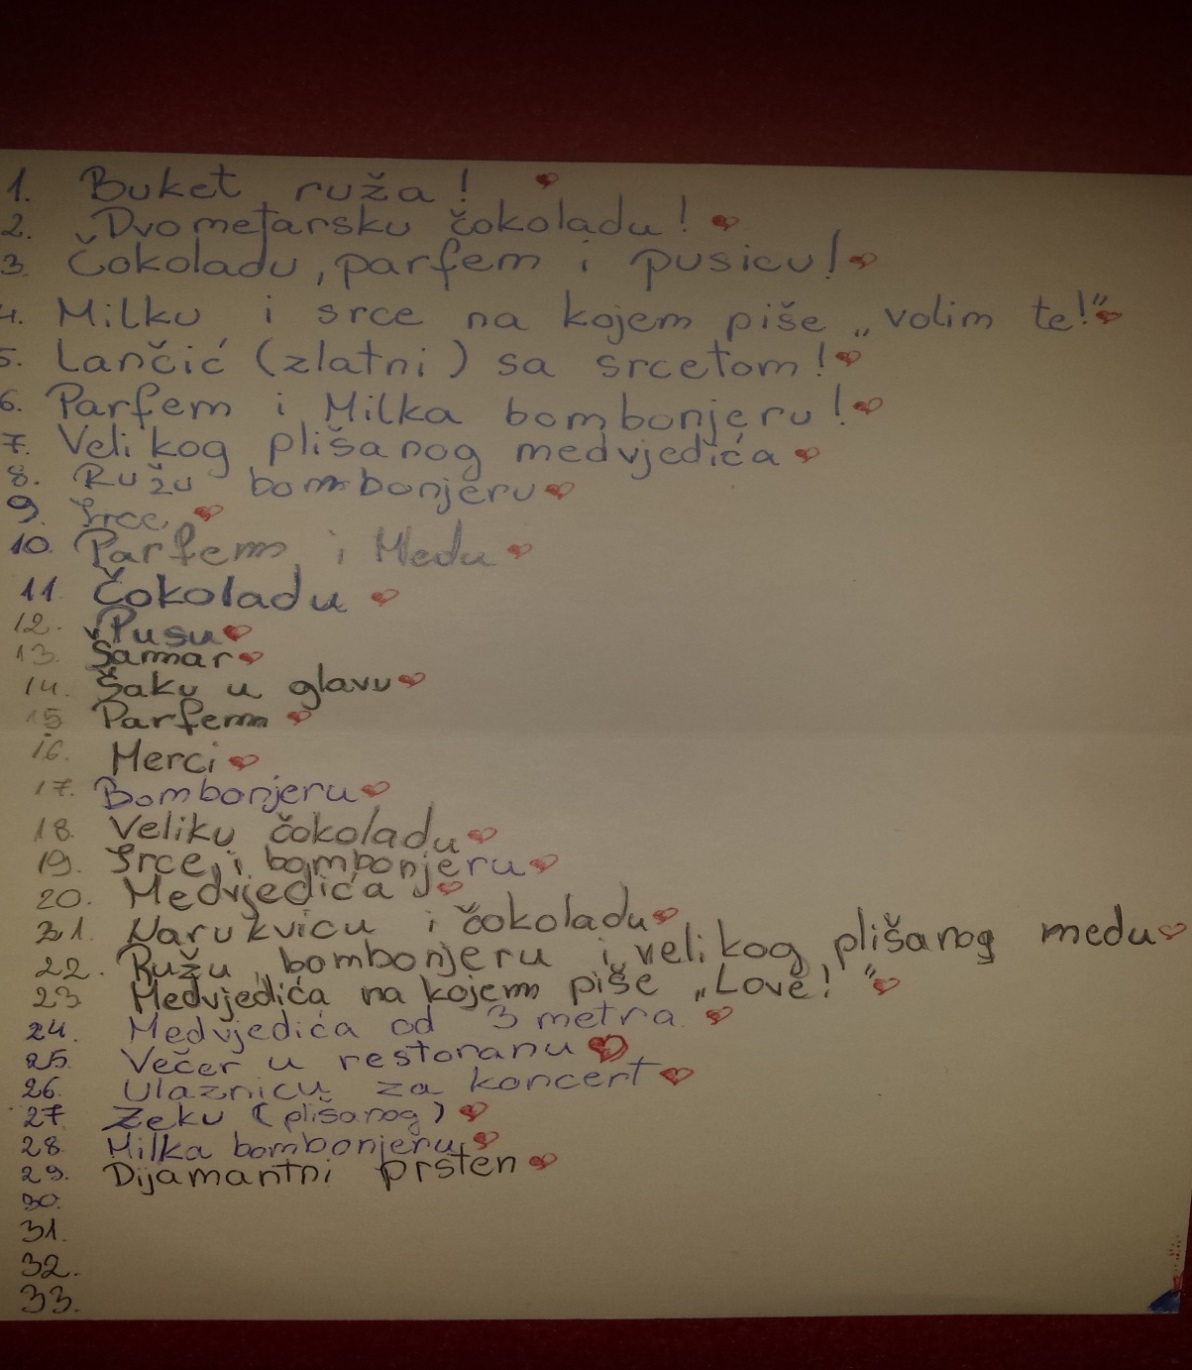 1. Buket ruža!
2. Dvometarsku čokoladu!
3. Čokoladu, parfem i pusicu!
4. Milku i srce na kojem piše „volim te!"
5. Lančić (zlatni) sa srcetom!
6. Parfem i Milka bombonjeru!
7. Velikog plišanog medvjedića
8. Ružu bombonjeru
9. Srce
10. Parfem i Medu
11. Čokoladu
12. Pusu
13. Šamar
14. Šaku u glavu
15. Parfem
16. Merci
17. Bombonjeru
18. Veliku čokoladu
19. Srce i bombonjeru
20. Medvjedića
21. Narukvicu i čokoladu
22. Ružu, bombonjeru i velikog plišanog medu
23 Medvjedića na kojem piše „Love!"
24. Medvjedića od 3 metra
25. Večer u restoranu
26. Ulaznicu za koncert
27. Zeku (plišanog)
28. Milka bombonjeru
29. Dijamantni prsten
30.
31.
32.
33.